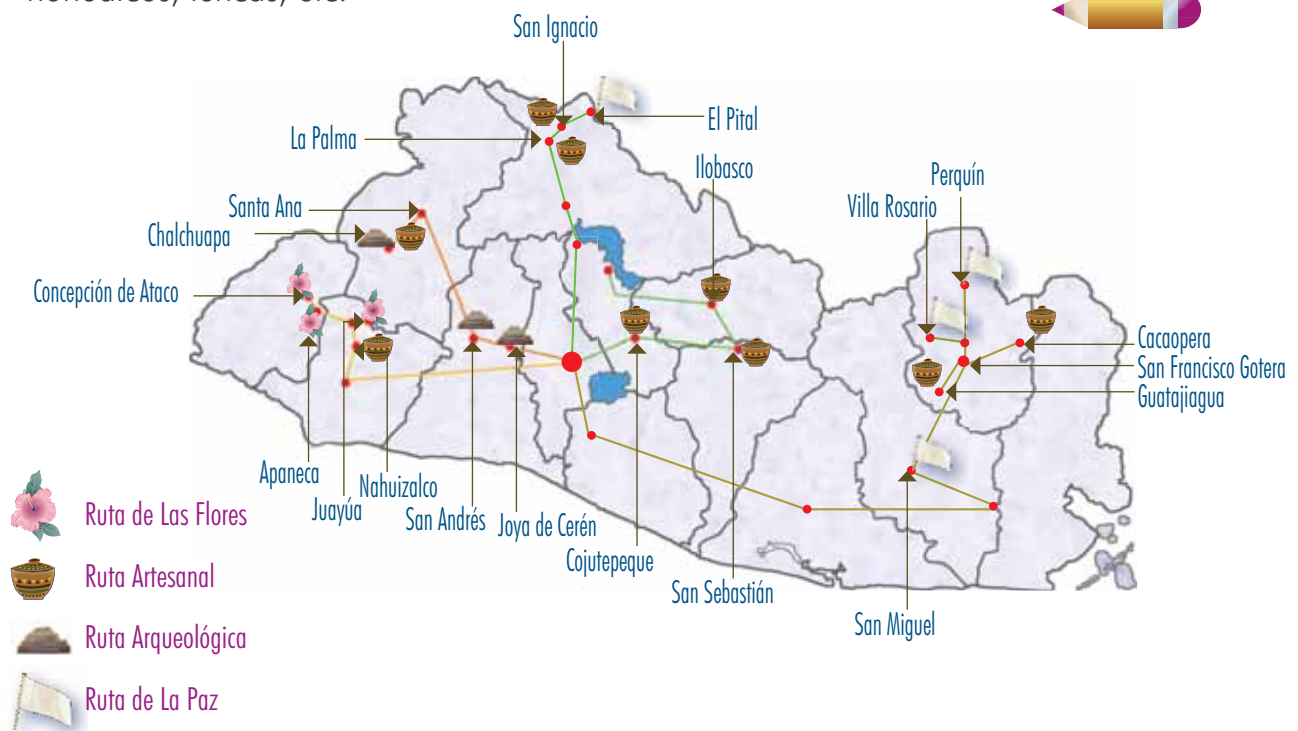 San Ignacio
El Pital
La Palma
Ilobasco
Perquín
Santa Ana
Villa Rosario
Chalchuapa
Concepción de Ataco
Cacaopera
San Francisco Gotera
Guatajiagua
Apaneca
Nahuizalco
Juayúa
San Andrés
Joya de Cerén
Cojutepeque
San Sebastián
San Miguel
Ruta de Las Flores
Ruta Artesanal
Ruta Arqueológica
Ruta de La Paz